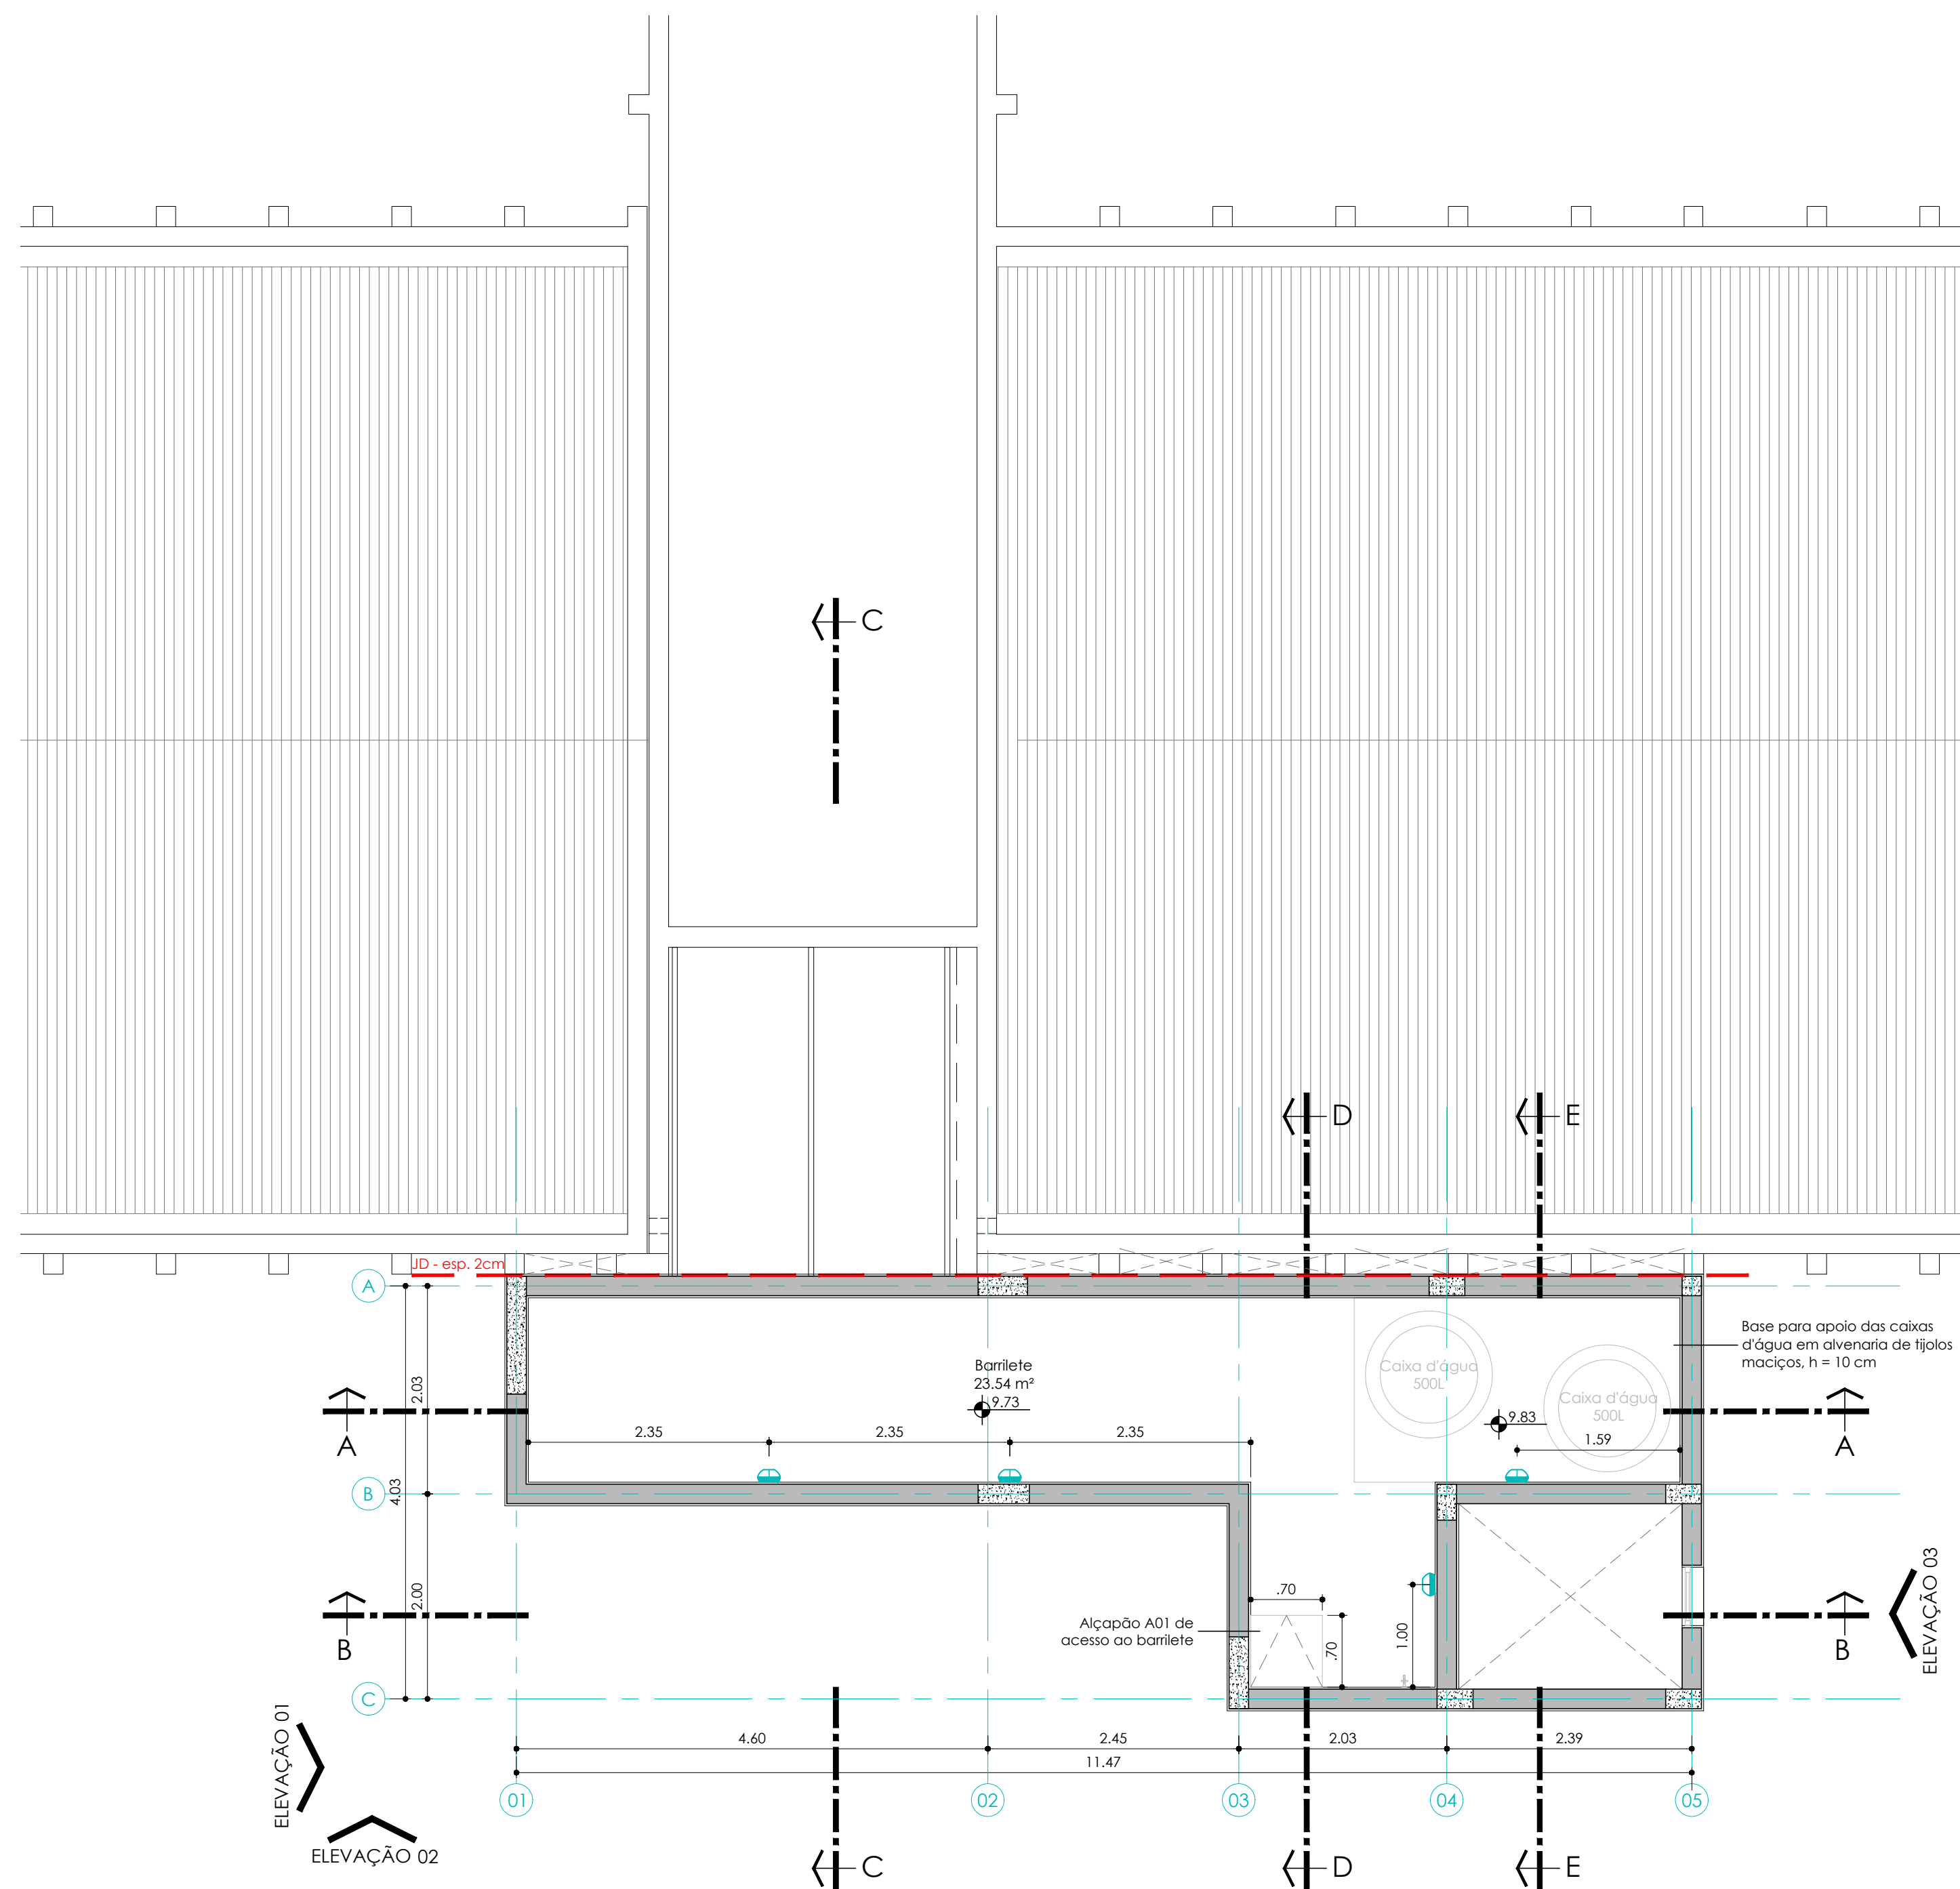 C
D
E
JD - esp. 2cm
A
Base para apoio das caixas
d'água em alvenaria de tijolos
maciços, h = 10 cm
Barrilete
23.54 m²
9.73
Caixa d'água
500L
Caixa d'água
500L
9.83
2.03
4.03
2.00
A
A
2.35
2.35
2.35
1.59
B
.70
.70
1.00
Alçapão A01 de
acesso ao barrilete
B
B
ELEVAÇÃO 03
C
4.60
2.45
2.03
2.39
11.47
01
02
03
04
05
ELEVAÇÃO 01
ELEVAÇÃO 02
C
D
E